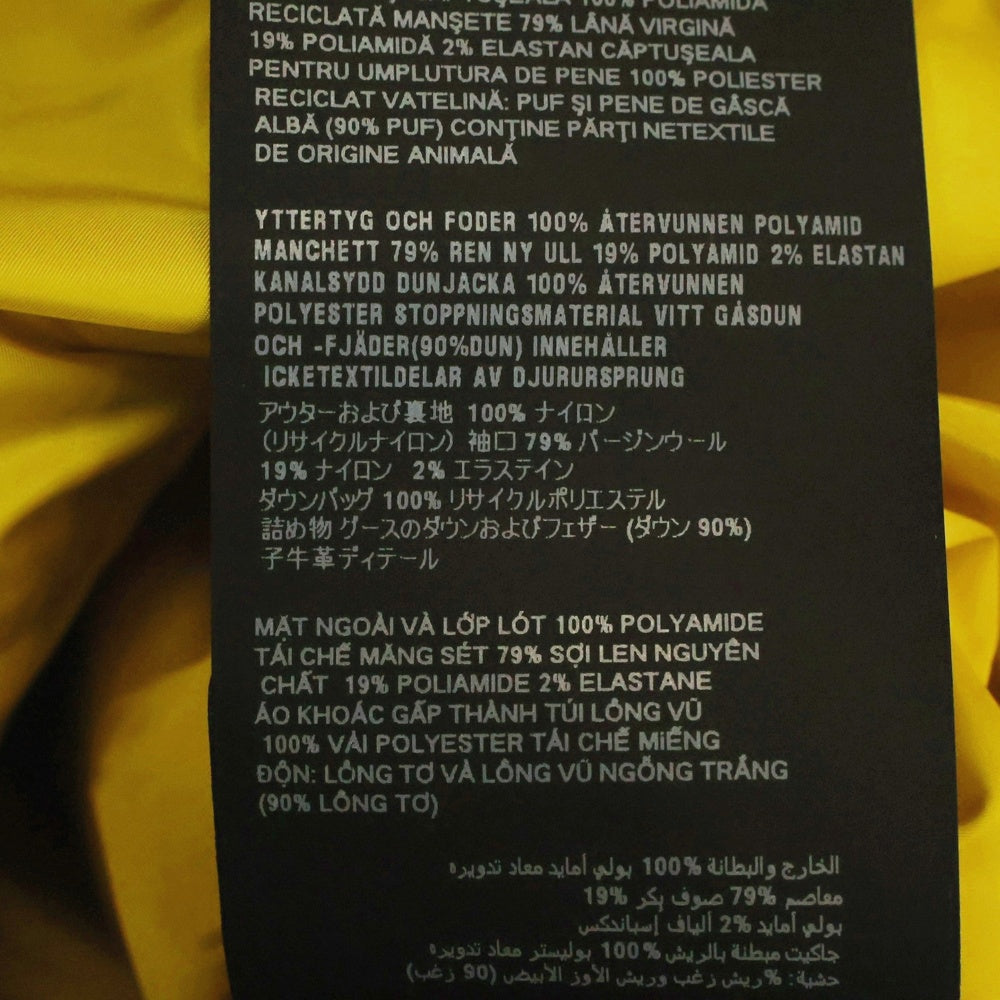 CĂPTUȘEALĂ 100% POLIAMIDĂ
RECICLATĂ MANȘETE 79% LÂNĂ VIRGINĂ
19% POLIAMIDĂ 2% ELASTAN CĂPTUȘEALA
PENTRU UMPLUTURA DE PENE 100% POLIESTER
RECICLAT VATELINĂ: PUF ȘI PENE DE GÂSCĂ
ALBĂ (90% PUF) CONȚINE PĂRȚI NETEXTILE
DE ORIGINE ANIMALĂ
YTTERTYG OCH FODER 100% ÅTERVUNNEN POLYAMID
MANCHETT 79% REN NY ULL 19% POLYAMID 2% ELASTAN
KANALSYDD DUNJACKA 100% ÅTERVUNNEN
POLYESTER STOPPNINGSMATERIAL VITT GÅSDUN
OCH -FJÄDER(90%DUN) INNEHÅLLER
ICKETEXTILDELAR AV DJURURSPRUNG
アウターおよび裏地 100% ナイロン
(リサイクルナイロン) 袖口 79% バージンウール
19% ナイロン 2% エラステイン
ダウンバッグ 100% リサイクルポリエステル
詰め物 グースのダウンおよびフェザー (ダウン 90%)
子牛革ディテール
MẶT NGOÀI VÀ LỚP LÓT 100% POLYAMIDE
TÁI CHẾ MĂNG SÉT 79% SỢI LEN NGUYÊN
CHẤT 19% POLIAMIDE 2% ELASTANE
ÁO KHOÁC GẤP THÀNH TÚI LÔNG VŨ
100% VẢI POLYESTER TÁI CHẾ MiẾNG
ĐỘN: LÔNG TƠ VÀ LÔNG VŨ NGỖNG TRẮNG
(90% LÔNG TƠ)
الخارج والبطانة %100 بولي أمايد معاد تدويره
معاصم %79 صوف بكر %19
بولي أمايد %2 ألياف إسباندكس
جاكيت مبطنة بالريش %100 بوليستر معاد تدويره
حشية: %ريش زغب وريش الأوز الأبيض (90 زغب)